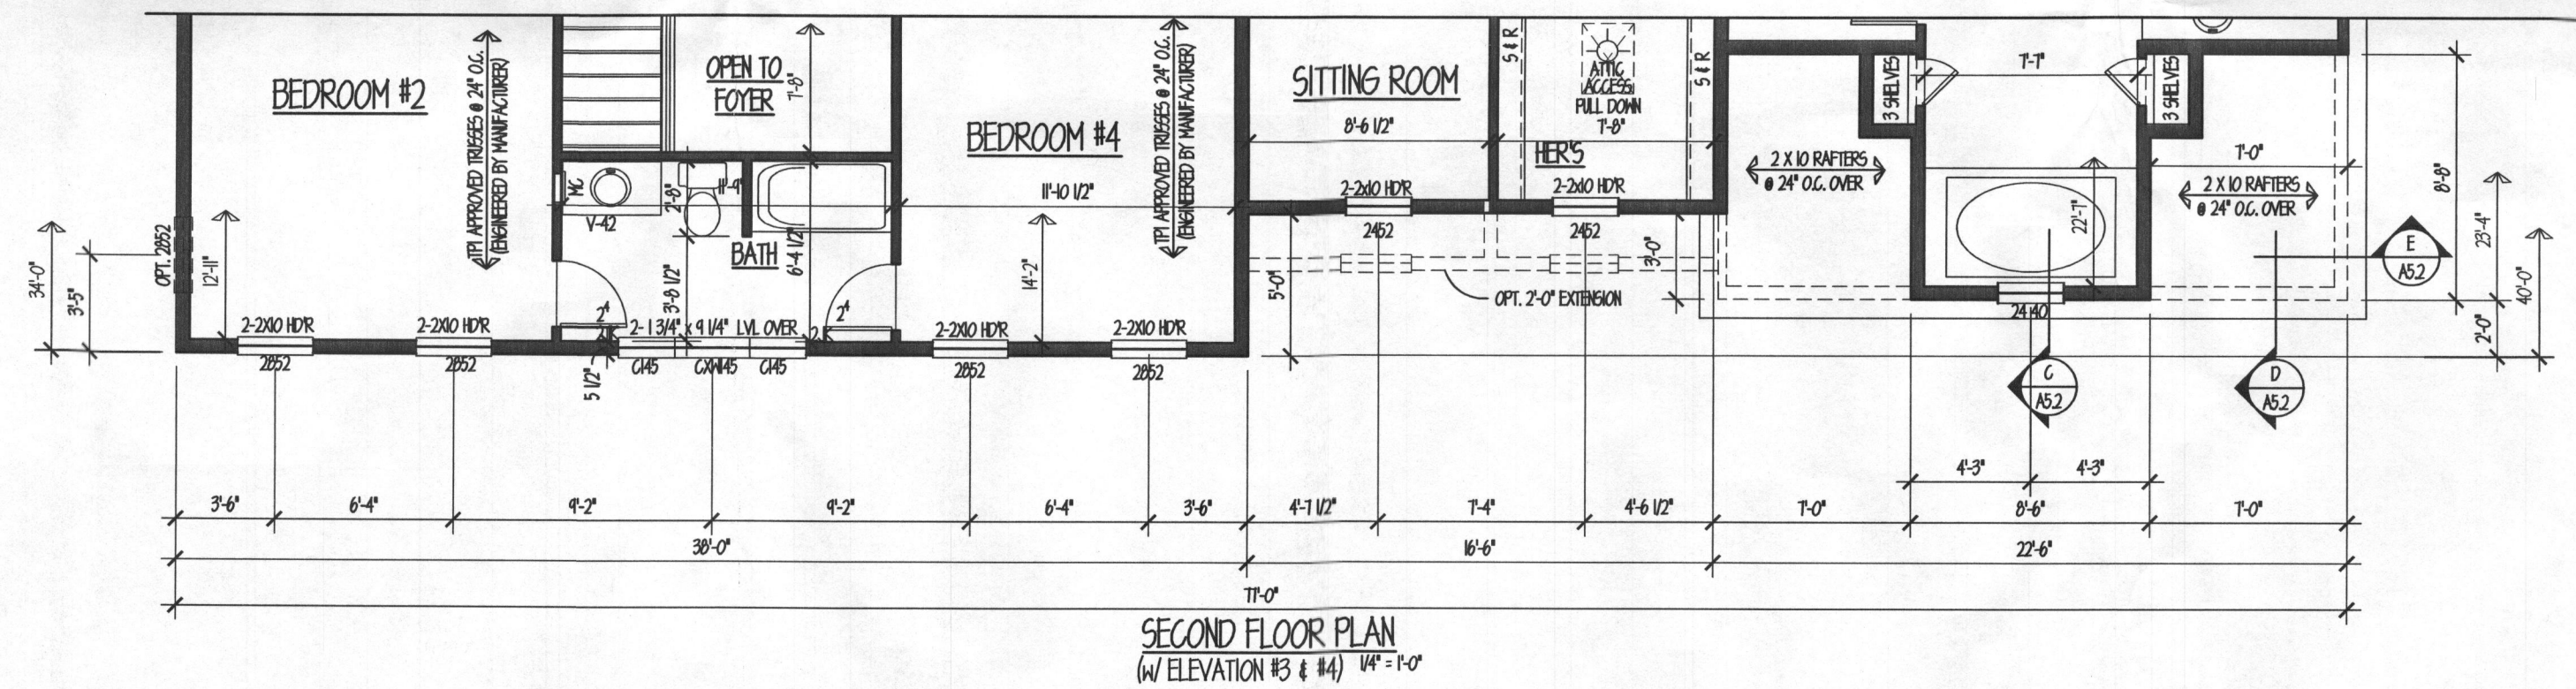 BEDROOM #2
TPI APPROVED TRUSSES @ 24" O.C.
(ENGINEERED BY MANUFACTURER)
OPEN TO
FOYER
7'-8"
BEDROOM #4
TPI APPROVED TRUSSES @ 24" O.C.
(ENGINEERED BY MANUFACTURER)
SITTING ROOM
8'-6 1/2"
S & R
ATTIC
ACCESS
PULL DOWN
7'-8"
S & R
HER'S
3 SHELVES
7'-7"
3 SHELVES
2 X 10 RAFTERS
@ 24" O.C. OVER
7'-0"
2 X 10 RAFTERS
@ 24" O.C. OVER
8'-8"
MC
V-42
2'-8"
11'-9"
BATH
6'-4 1/2"
3'-8 1/2"
11'-10 1/2"
14'-2"
2-2x10 HD'R
2452
2-2x10 HD'R
2452
5'-0"
3'-0"
OPT. 2'-0" EXTENSION
22'-7"
24140
E
A5.2
23'-4"
40'-0"
2'-0"
34'-0"
3'-5"
OPT. 2852
12'-11"
2-2X10 HD'R
2852
2-2X10 HD'R
2852
2⁴
5 1/2"
2- 1 3/4" x 9 1/4" LVL OVER
C145
CXW145
C145
2⁴
2-2X10 HD'R
2852
2-2X10 HD'R
2852
C
A5.2
D
A5.2
4'-3"
4'-3"
3'-6"
6'-4"
9'-2"
9'-2"
6'-4"
3'-6"
4'-7 1/2"
7'-4"
4'-6 1/2"
7'-0"
8'-6"
7'-0"
38'-0"
16'-6"
22'-6"
77'-0"
SECOND FLOOR PLAN
(W/ ELEVATION #3 & #4) 1/4" = 1'-0"